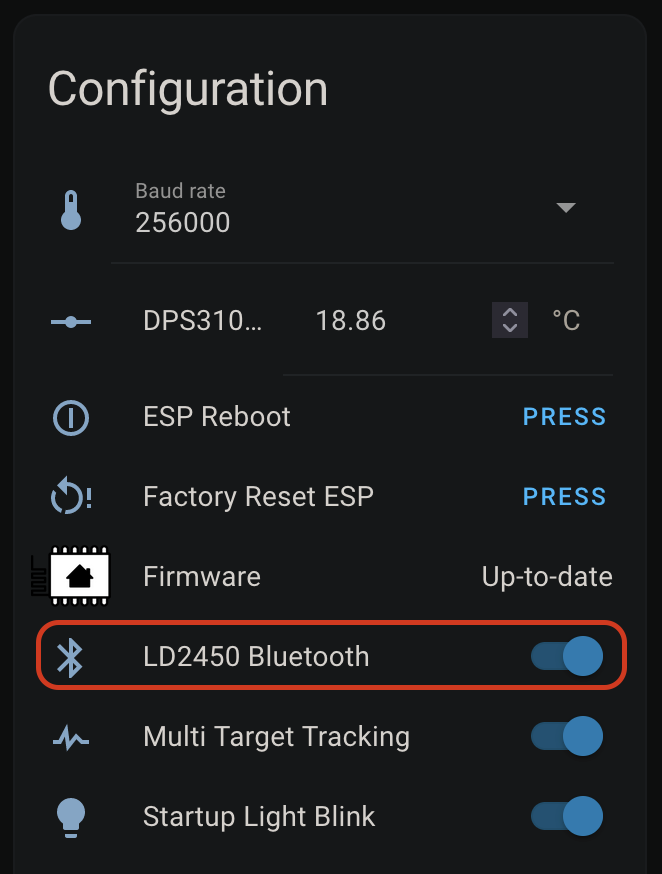 Configuration
Baud rate
256000
DPS310... 18.86 °C
ESP Reboot PRESS
Factory Reset ESP PRESS
Firmware Up-to-date
LD2450 Bluetooth
Multi Target Tracking
Startup Light Blink